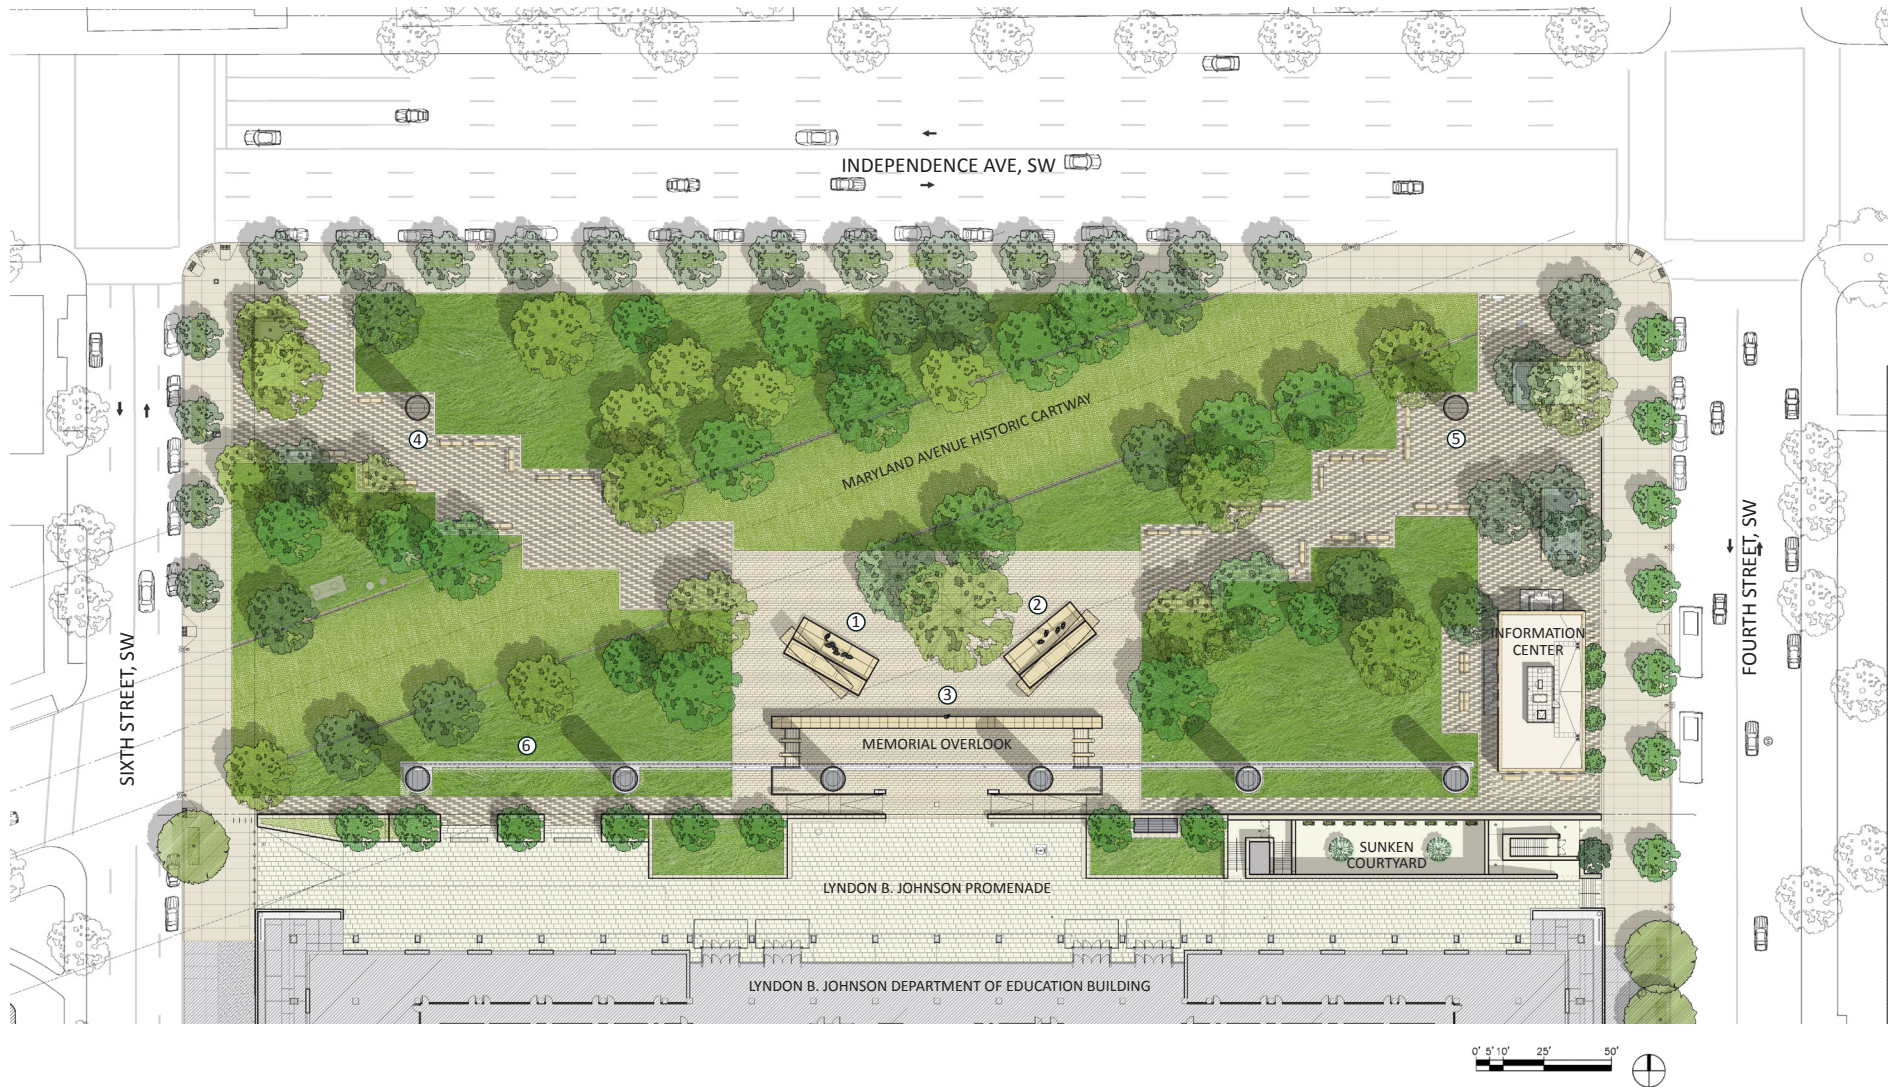 INDEPENDENCE AVE, SW
MARYLAND AVENUE HISTORIC CARTWAY
4
5
1
2
3
6
SIXTH STREET, SW
FOURTH STREET, SW
INFORMATION
CENTER
MEMORIAL OVERLOOK
SUNKEN
COURTYARD
LYNDON B. JOHNSON PROMENADE
LYNDON B. JOHNSON DEPARTMENT OF EDUCATION BUILDING
0' 5' 10' 25' 50'